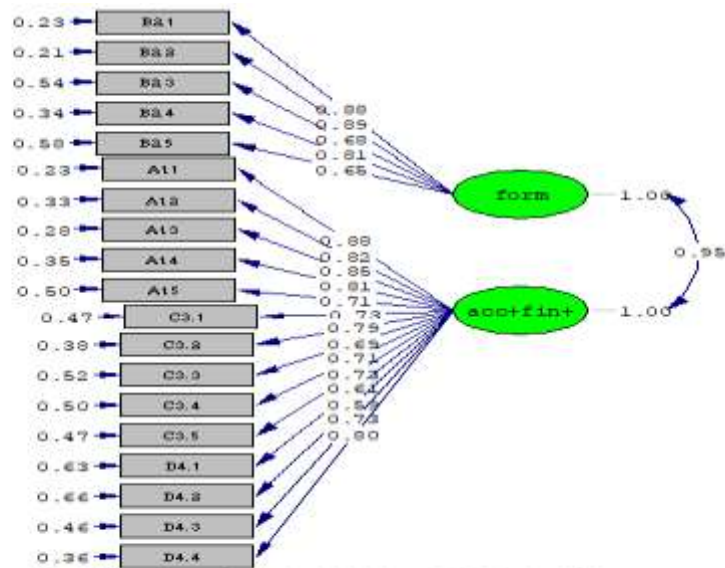 0.23 Ba1
0.21 Ba2
0.54 Ba3
0.34 Ba4
0.58 Ba5
0.23 At1
0.33 At2
0.28 At3
0.35 At4
0.50 At5
0.47 C3.1
0.38 C3.2
0.52 C3.3
0.50 C3.4
0.47 C3.5
0.63 D4.1
0.66 D4.2
0.46 D4.3
0.36 D4.4
0.88
0.89
0.68
0.81
0.65
0.88
0.82
0.85
0.81
0.71
0.73
0.79
0.69
0.71
0.73
0.61
0.73
0.80
form 1.00
0.95
acc+fin+ 1.00